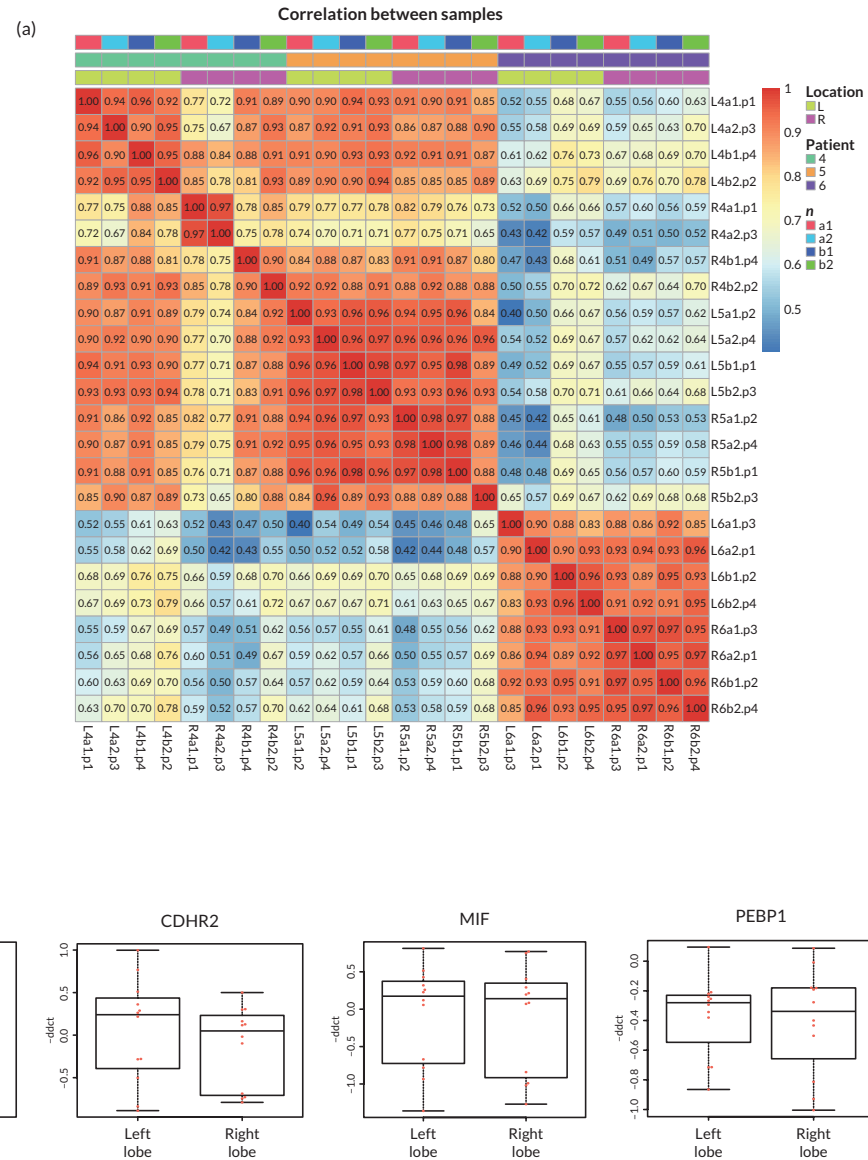 Correlation between samples
(a)
1.00 0.94 0.96 0.92 0.77 0.72 0.91 0.89 0.90 0.90 0.94 0.93 0.91 0.90 0.91 0.85 0.52 0.55 0.68 0.67 0.55 0.56 0.60 0.63 L4a1.p1
0.94 1.00 0.90 0.95 0.75 0.67 0.87 0.93 0.87 0.92 0.91 0.93 0.86 0.87 0.88 0.90 0.55 0.58 0.69 0.69 0.59 0.65 0.63 0.70 L4a2.p3
0.96 0.90 1.00 0.95 0.88 0.84 0.88 0.91 0.91 0.90 0.93 0.93 0.92 0.91 0.91 0.87 0.61 0.62 0.76 0.73 0.67 0.68 0.69 0.70 L4b1.p4
0.92 0.95 0.95 1.00 0.85 0.78 0.81 0.93 0.89 0.90 0.90 0.94 0.85 0.85 0.85 0.89 0.63 0.69 0.75 0.79 0.69 0.76 0.70 0.78 L4b2.p2
0.77 0.75 0.88 0.85 1.00 0.97 0.78 0.85 0.79 0.77 0.77 0.78 0.82 0.79 0.76 0.73 0.52 0.50 0.66 0.66 0.57 0.60 0.56 0.59 R4a1.p1
0.72 0.67 0.84 0.78 0.97 1.00 0.75 0.78 0.74 0.70 0.71 0.74 0.77 0.75 0.71 0.65 0.43 0.42 0.59 0.57 0.49 0.51 0.50 0.52 R4a2.p3
0.91 0.87 0.88 0.81 0.78 0.75 1.00 0.90 0.84 0.88 0.87 0.83 0.91 0.91 0.87 0.80 0.47 0.43 0.68 0.61 0.51 0.49 0.57 0.57 R4b1.p4
0.89 0.93 0.91 0.93 0.85 0.78 0.90 1.00 0.92 0.92 0.88 0.91 0.88 0.92 0.88 0.88 0.50 0.55 0.70 0.72 0.62 0.67 0.64 0.70 R4b2.p2
0.90 0.87 0.91 0.89 0.79 0.74 0.84 0.92 1.00 0.93 0.96 0.96 0.94 0.95 0.96 0.84 0.40 0.50 0.66 0.67 0.56 0.59 0.57 0.62 L5a1.p2
0.90 0.92 0.90 0.90 0.77 0.70 0.88 0.92 0.93 1.00 0.96 0.97 0.96 0.96 0.96 0.96 0.54 0.52 0.69 0.67 0.57 0.62 0.62 0.64 L5a2.p4
0.94 0.91 0.93 0.90 0.77 0.71 0.87 0.88 0.96 0.96 1.00 0.98 0.97 0.95 0.98 0.89 0.49 0.52 0.69 0.67 0.55 0.57 0.59 0.61 L5b1.p1
0.93 0.93 0.93 0.94 0.78 0.74 0.83 0.91 0.96 0.97 0.98 1.00 0.93 0.93 0.96 0.93 0.54 0.58 0.70 0.71 0.61 0.66 0.64 0.68 L5b2.p3
0.91 0.86 0.92 0.85 0.82 0.77 0.91 0.88 0.94 0.96 0.97 0.93 1.00 0.98 0.97 0.88 0.45 0.42 0.65 0.61 0.48 0.50 0.53 0.53 R5a1.p2
0.90 0.87 0.91 0.85 0.79 0.75 0.91 0.92 0.95 0.96 0.95 0.93 0.98 1.00 0.98 0.89 0.46 0.44 0.68 0.63 0.55 0.55 0.59 0.58 R5a2.p4
0.91 0.88 0.91 0.85 0.76 0.71 0.87 0.88 0.96 0.96 0.98 0.96 0.97 0.98 1.00 0.88 0.48 0.48 0.69 0.65 0.56 0.57 0.60 0.59 R5b1.p1
0.85 0.90 0.87 0.89 0.73 0.65 0.80 0.88 0.84 0.96 0.89 0.93 0.88 0.89 0.88 1.00 0.65 0.57 0.69 0.67 0.62 0.69 0.68 0.68 R5b2.p3
0.52 0.55 0.61 0.63 0.52 0.43 0.47 0.50 0.40 0.54 0.49 0.54 0.45 0.46 0.48 0.65 1.00 0.90 0.88 0.83 0.88 0.86 0.92 0.85 L6a1.p3
0.55 0.58 0.62 0.69 0.50 0.42 0.43 0.55 0.50 0.52 0.52 0.58 0.42 0.44 0.48 0.57 0.90 1.00 0.90 0.93 0.93 0.94 0.93 0.96 L6a2.p1
0.68 0.69 0.76 0.75 0.66 0.59 0.68 0.70 0.66 0.69 0.69 0.70 0.65 0.68 0.69 0.69 0.88 0.90 1.00 0.96 0.93 0.89 0.95 0.93 L6b1.p2
0.67 0.69 0.73 0.79 0.66 0.57 0.61 0.72 0.67 0.67 0.67 0.71 0.61 0.63 0.65 0.67 0.83 0.93 0.96 1.00 0.91 0.92 0.91 0.95 L6b2.p4
0.55 0.59 0.67 0.69 0.57 0.49 0.51 0.62 0.56 0.57 0.55 0.61 0.48 0.55 0.56 0.62 0.88 0.93 0.93 0.91 1.00 0.97 0.97 0.95 R6a1.p3
0.56 0.65 0.68 0.76 0.60 0.51 0.49 0.67 0.59 0.62 0.57 0.66 0.50 0.55 0.57 0.69 0.86 0.94 0.89 0.92 0.97 1.00 0.95 0.97 R6a2.p1
0.60 0.63 0.69 0.70 0.56 0.50 0.57 0.64 0.57 0.62 0.59 0.64 0.53 0.59 0.60 0.68 0.92 0.93 0.95 0.91 0.97 0.95 1.00 0.96 R6b1.p2
0.63 0.70 0.70 0.78 0.59 0.52 0.57 0.70 0.62 0.64 0.61 0.68 0.53 0.58 0.59 0.68 0.85 0.96 0.93 0.95 0.95 0.97 0.96 1.00 R6b2.p4
L4a1.p1 L4a2.p3 L4b1.p4 L4b2.p2 R4a1.p1 R4a2.p3 R4b1.p4 R4b2.p2 L5a1.p2 L5a2.p4 L5b1.p1 L5b2.p3 R5a1.p2 R5a2.p4 R5b1.p1 R5b2.p3 L6a1.p3 L6a2.p1 L6b1.p2 L6b2.p4 R6a1.p3 R6a2.p1 R6b1.p2 R6b2.p4
1
0.9
0.8
0.7
0.6
0.5
Location
L
R
Patient
4
5
6
n
a1
a2
b1
b2
CDHR2
1.0
0.5
0.0
−0.5
−ddct
Left lobe
Right lobe
MIF
0.5
0.0
−0.5
−1.0
−ddct
Left lobe
Right lobe
PEBP1
0.0
−0.2
−0.4
−0.6
−0.8
−1.0
−ddct
Left lobe
Right lobe